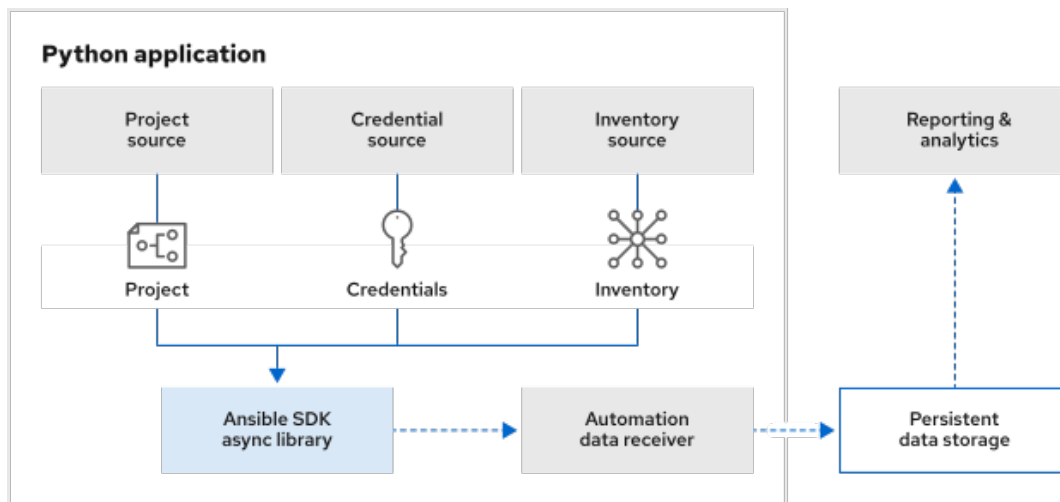 Python application
Project
source
Credential
source
Inventory
source
Reporting &
analytics
Project
Credentials
Inventory
Ansible SDK
async library
Automation
data receiver
Persistent
data storage